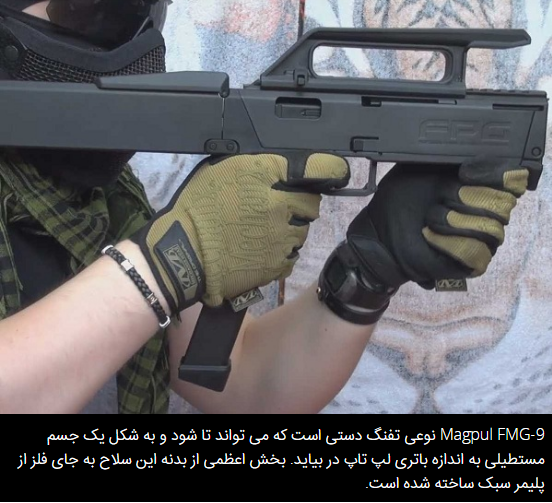 FPG
Mechanix
Magpul FMG-9 نوعی تفنگ دستی است که می تواند تا شود و به شکل یک جسم
مستطیلی به اندازه باتری لپ تاپ در بیاید. بخش اعظمی از بدنه این سلاح به جای فلز از
پلیمر سبک ساخته شده است.